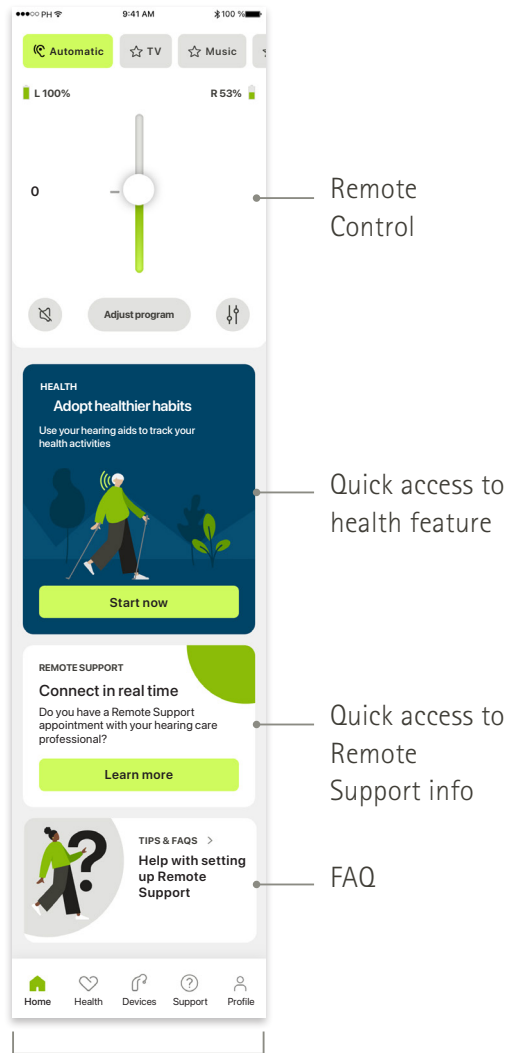 PH
9:41 AM
100 %
Automatic
TV
Music
L 100%
R 53%
0
Remote
Control
Adjust program
HEALTH
Adopt healthier habits
Use your hearing aids to track your
health activities
Quick access to
health feature
Start now
REMOTE SUPPORT
Connect in real time
Do you have a Remote Support
appointment with your hearing care
professional?
Quick access to
Remote
Support info
Learn more
TIPS & FAQS >
Help with setting
up Remote
Support
?
FAQ
Home
Health
Devices
?
Support
Profile